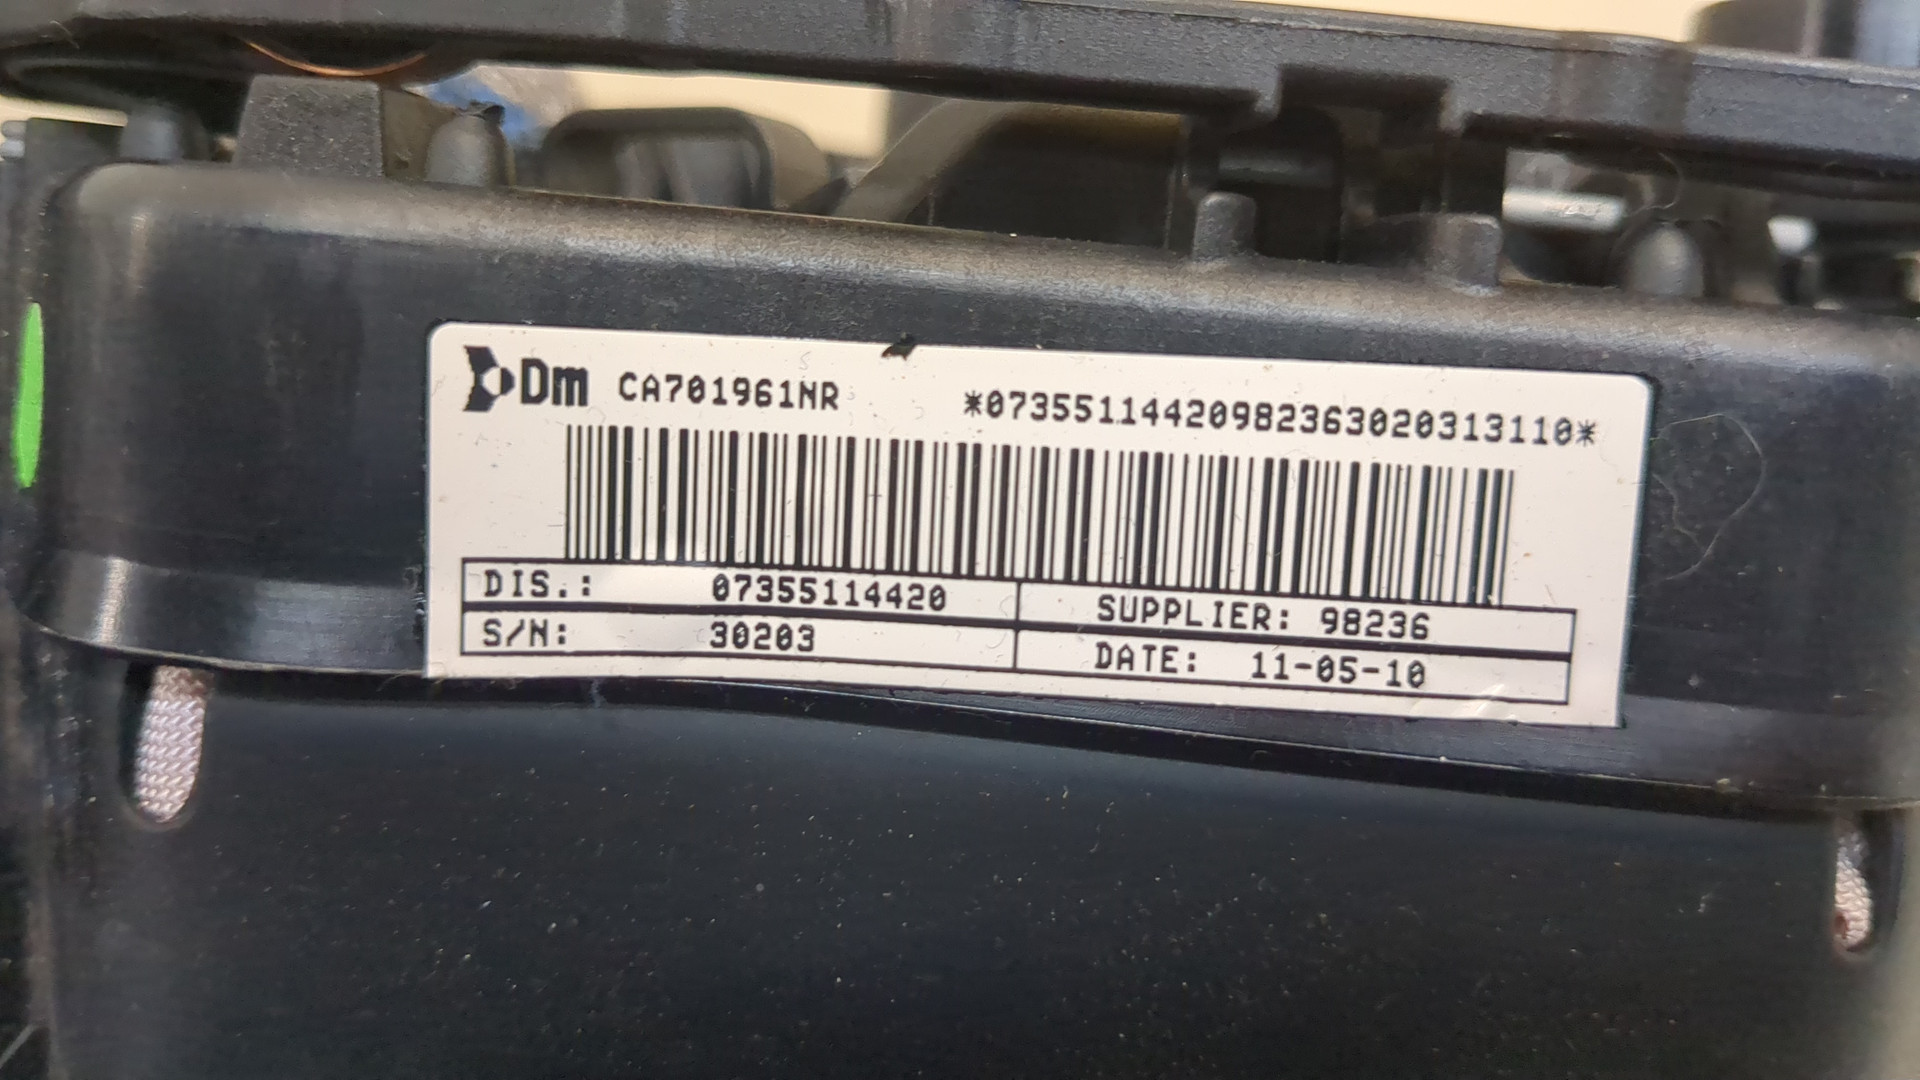 Dm CA701961NR *07355114420982363020313110*
DIS.: 07355114420 SUPPLIER: 98236
S/N: 30203 DATE: 11-05-10